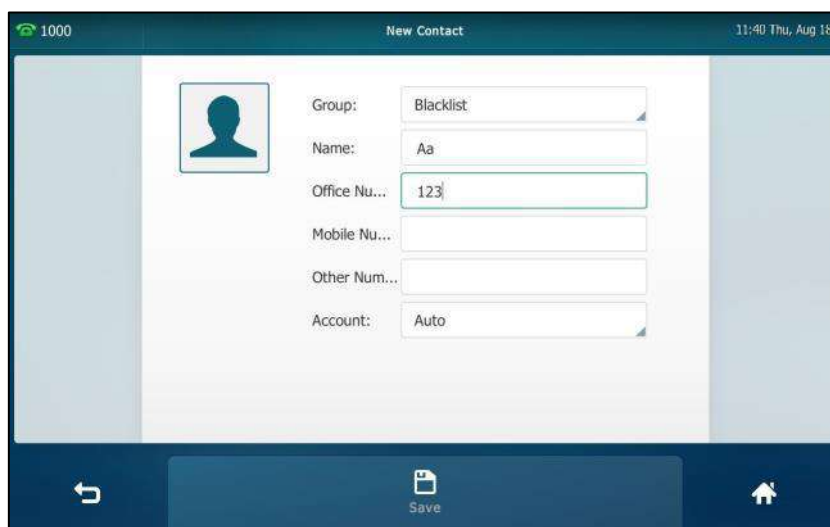 1000 New Contact 11:40 Thu, Aug 18
Group: Blacklist
Name: Aa
Office Nu... 123
Mobile Nu...
Other Num...
Account: Auto
Save